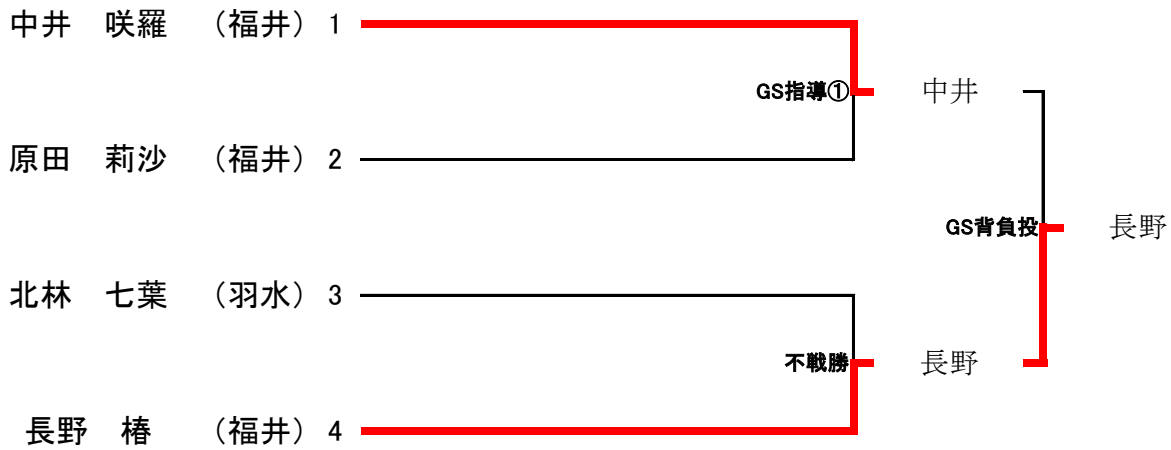 中井　咲羅　（福井） 1
GS指導① 中井
原田　莉沙　（福井） 2
GS背負投 長野
北林　七葉　（羽水） 3
不戦勝 長野
長野　椿　（福井） 4